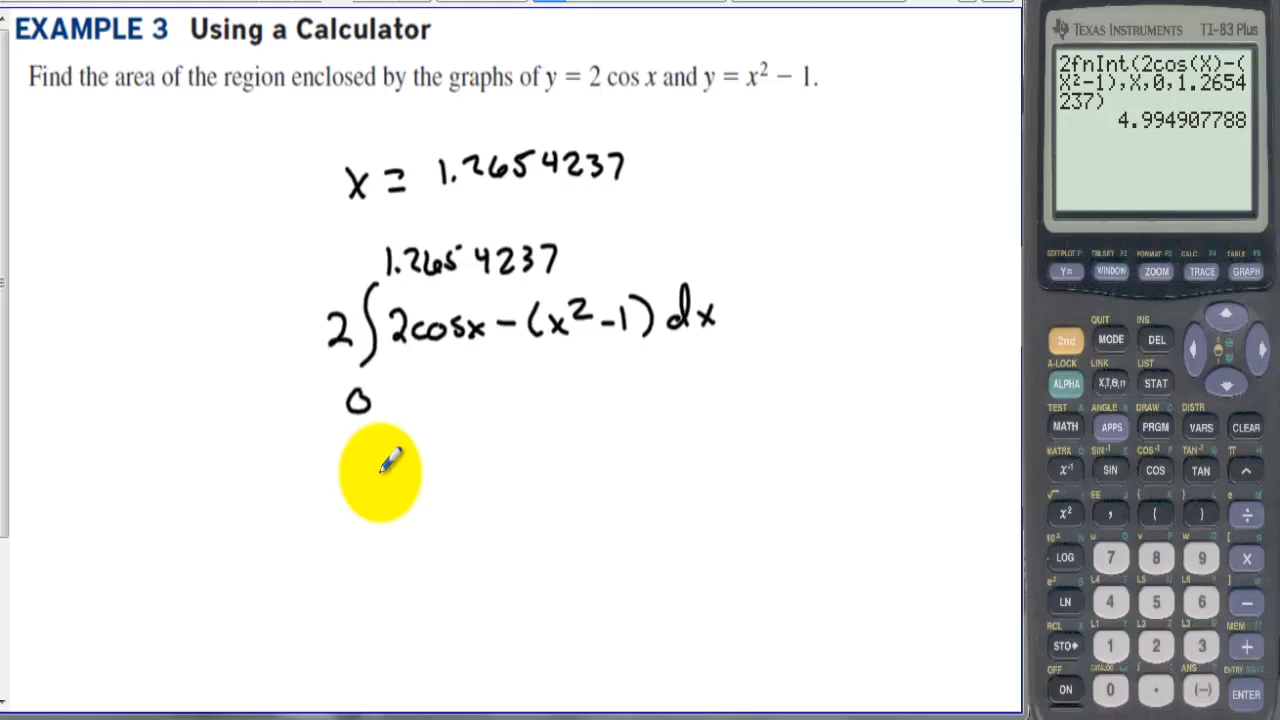 EXAMPLE 3 Using a Calculator
Find the area of the region enclosed by the graphs of y = 2 cos x and y = x² − 1.
x = 1.2654237
1.2654237
2∫2cosx − (x² − 1) dx
0
TEXAS INSTRUMENTS TI-83 Plus
2fnInt(2cos(X)-(
X²-1),X,0,1.2654
237)
4.994907788
STAT PLOT F1 TBLSET F2 FORMAT F3 CALC F4 TABLE F5
Y= WINDOW ZOOM TRACE GRAPH
QUIT INS
2nd MODE DEL
A-LOCK LINK LIST
ALPHA X,T,Θ,n STAT
TEST A ANGLE B DRAW C DISTR
MATH APPS PRGM VARS CLEAR
MATRX D SIN⁻¹ E COS⁻¹ F TAN⁻¹ G π H
x⁻¹ SIN COS TAN ^
√ I EE J { K } L e M
x² , ( ) ÷
10ˣ N u O v P w Q [ R
LOG 7 8 9 ×
eˣ S L4 T L5 U L6 V ] W
LN 4 5 6 −
RCL X L1 Y L2 Z L3 θ MEM "
STO▸ 1 2 3 +
OFF CATALOG i : ANS ? ENTRY SOLVE
ON 0 . (−) ENTER